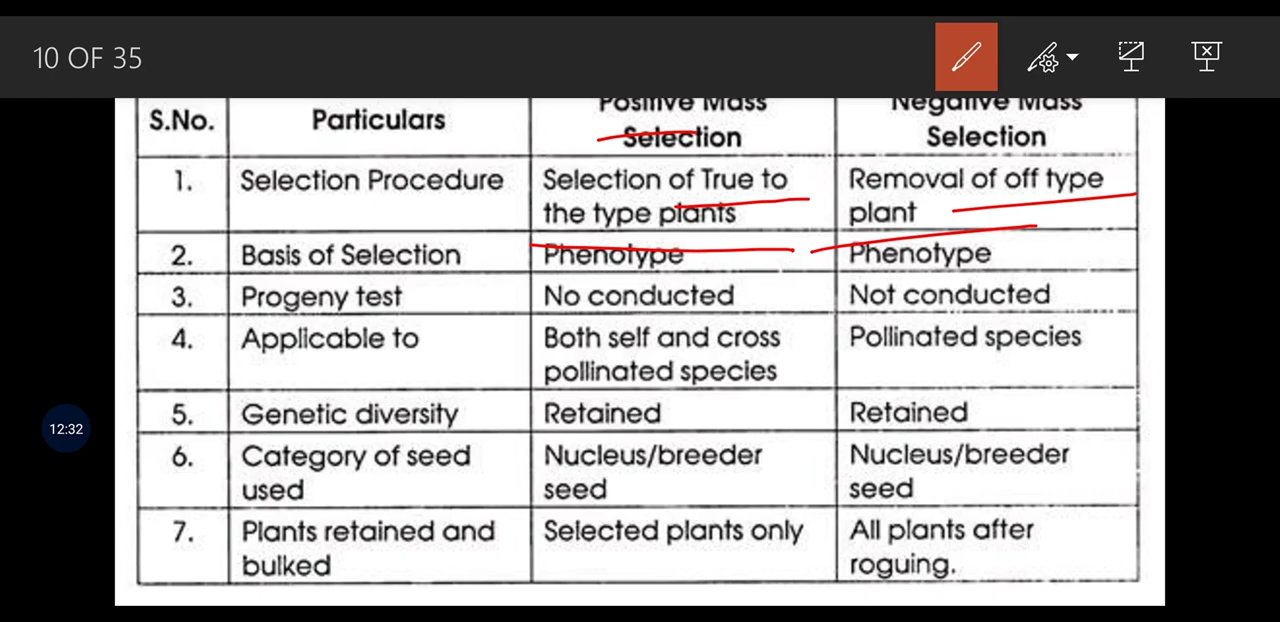 10 OF 35
S.No.
Particulars
Positive Mass
Selection
Negative Mass
Selection
1.
Selection Procedure
Selection of True to
the type plants
Removal of off type
plant
2.
Basis of Selection
Phenotype
Phenotype
3.
Progeny test
No conducted
Not conducted
4.
Applicable to
Both self and cross
pollinated species
Pollinated species
5.
Genetic diversity
Retained
Retained
6.
Category of seed
used
Nucleus/breeder
seed
Nucleus/breeder
seed
7.
Plants retained and
bulked
Selected plants only
All plants after
roguing.
12:32